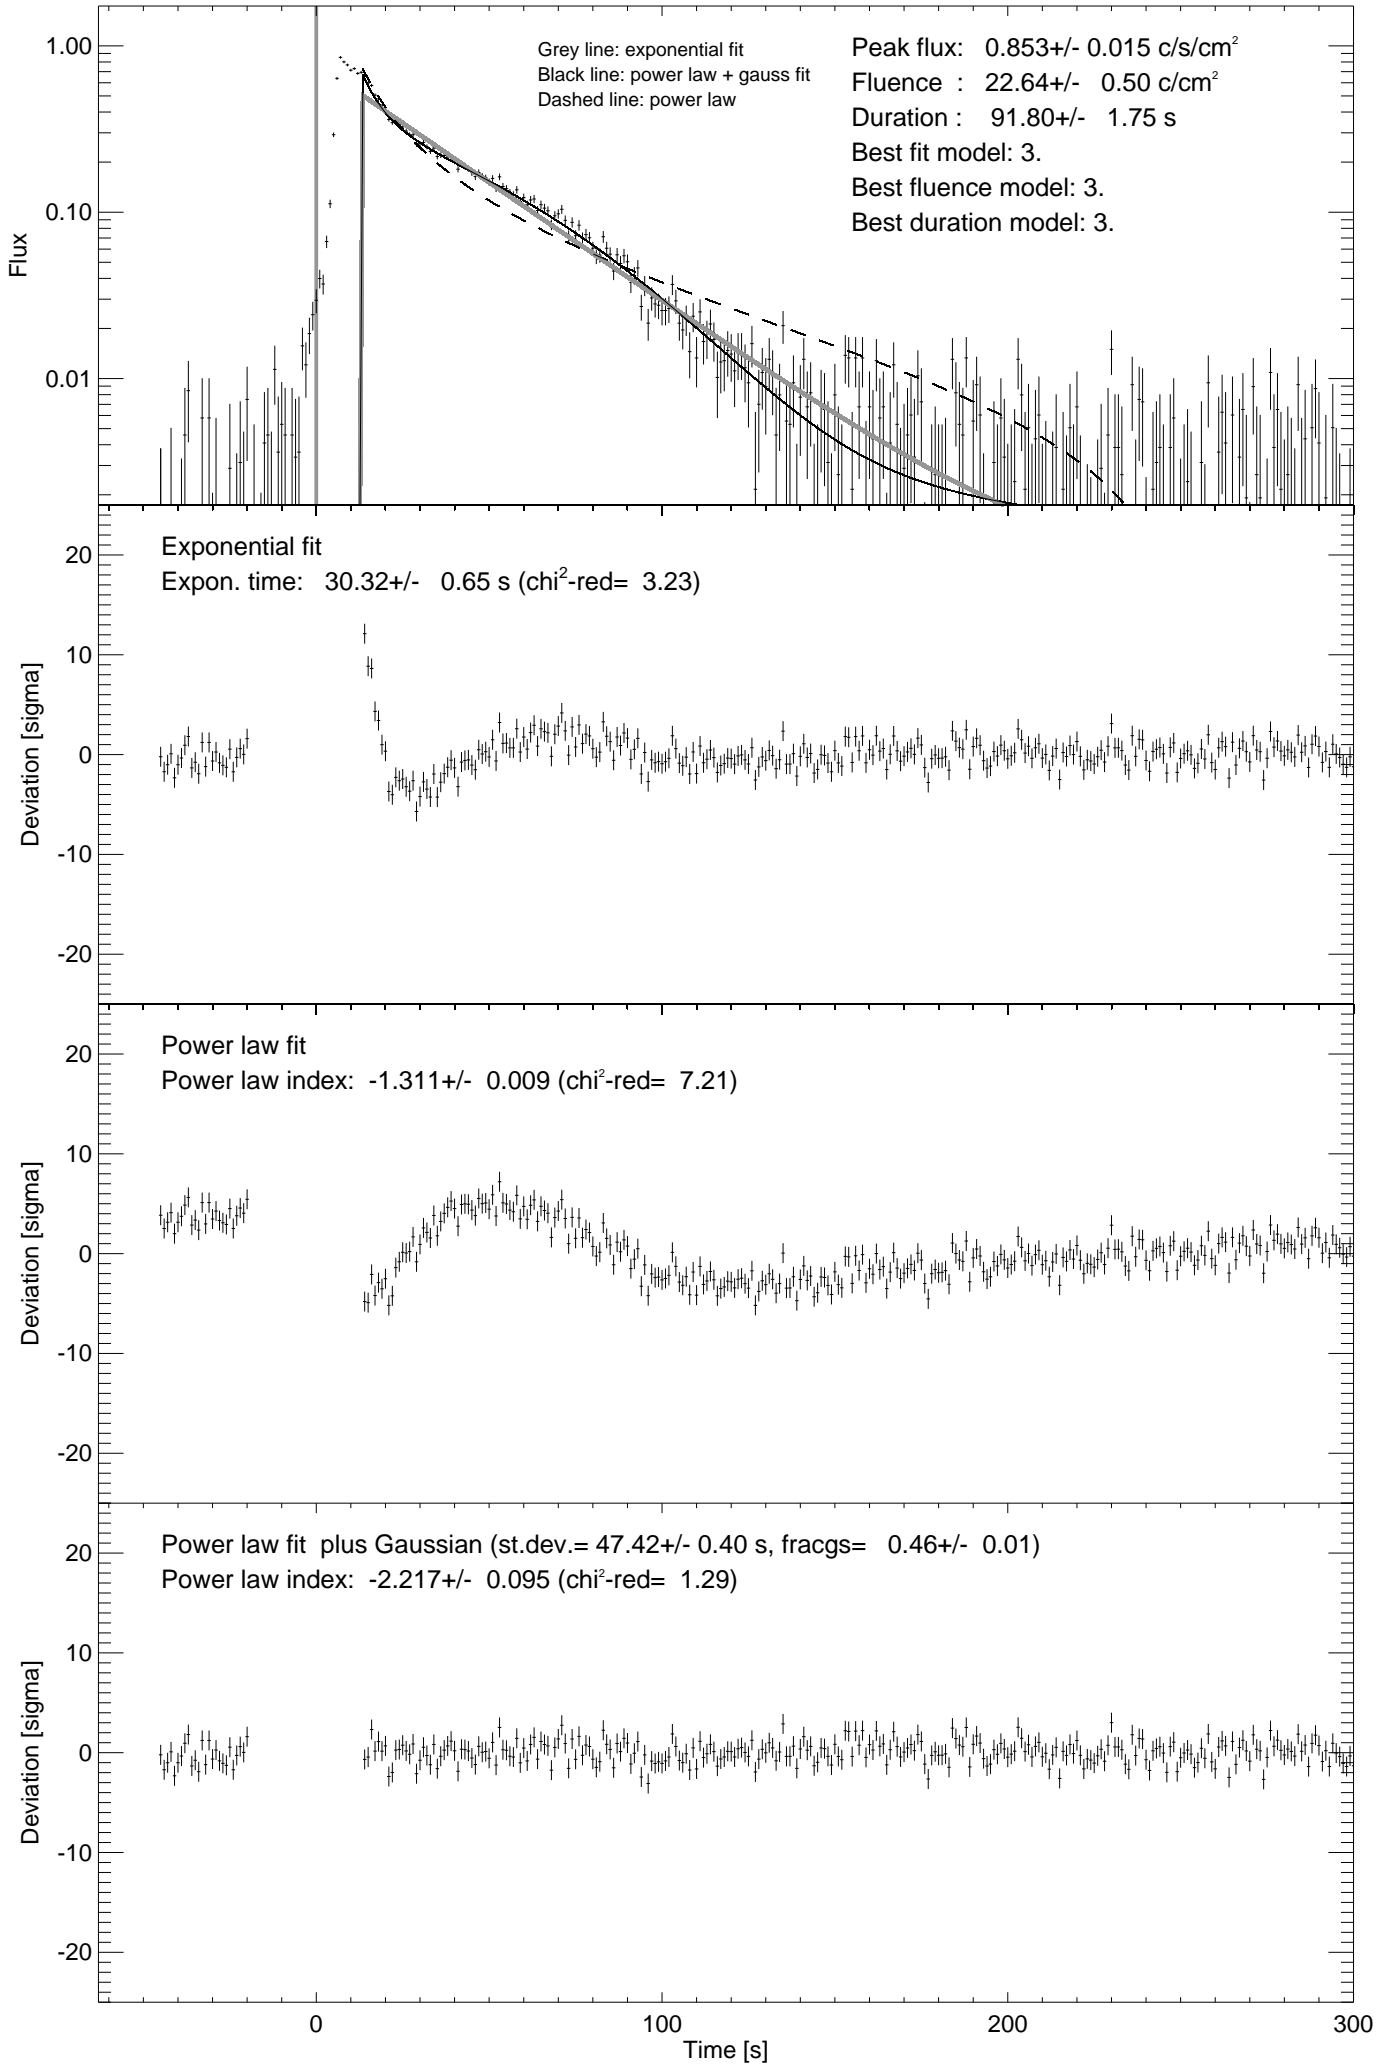 Grey line: exponential fit
Black line: power law + gauss fit
Dashed line: power law
Peak flux: 0.853+/- 0.015 c/s/cm²
Fluence : 22.64+/- 0.50 c/cm²
Duration : 91.80+/- 1.75 s
Best fit model: 3.
Best fluence model: 3.
Best duration model: 3.
1.00
0.10
0.01
Flux
Exponential fit
Expon. time: 30.32+/- 0.65 s (chi²-red= 3.23)
20
10
0
-10
-20
Deviation [sigma]
Power law fit
Power law index: -1.311+/- 0.009 (chi²-red= 7.21)
20
10
0
-10
-20
Deviation [sigma]
Power law fit plus Gaussian (st.dev.= 47.42+/- 0.40 s, fracgs= 0.46+/- 0.01)
Power law index: -2.217+/- 0.095 (chi²-red= 1.29)
20
10
0
-10
-20
Deviation [sigma]
0 100 200 300
Time [s]